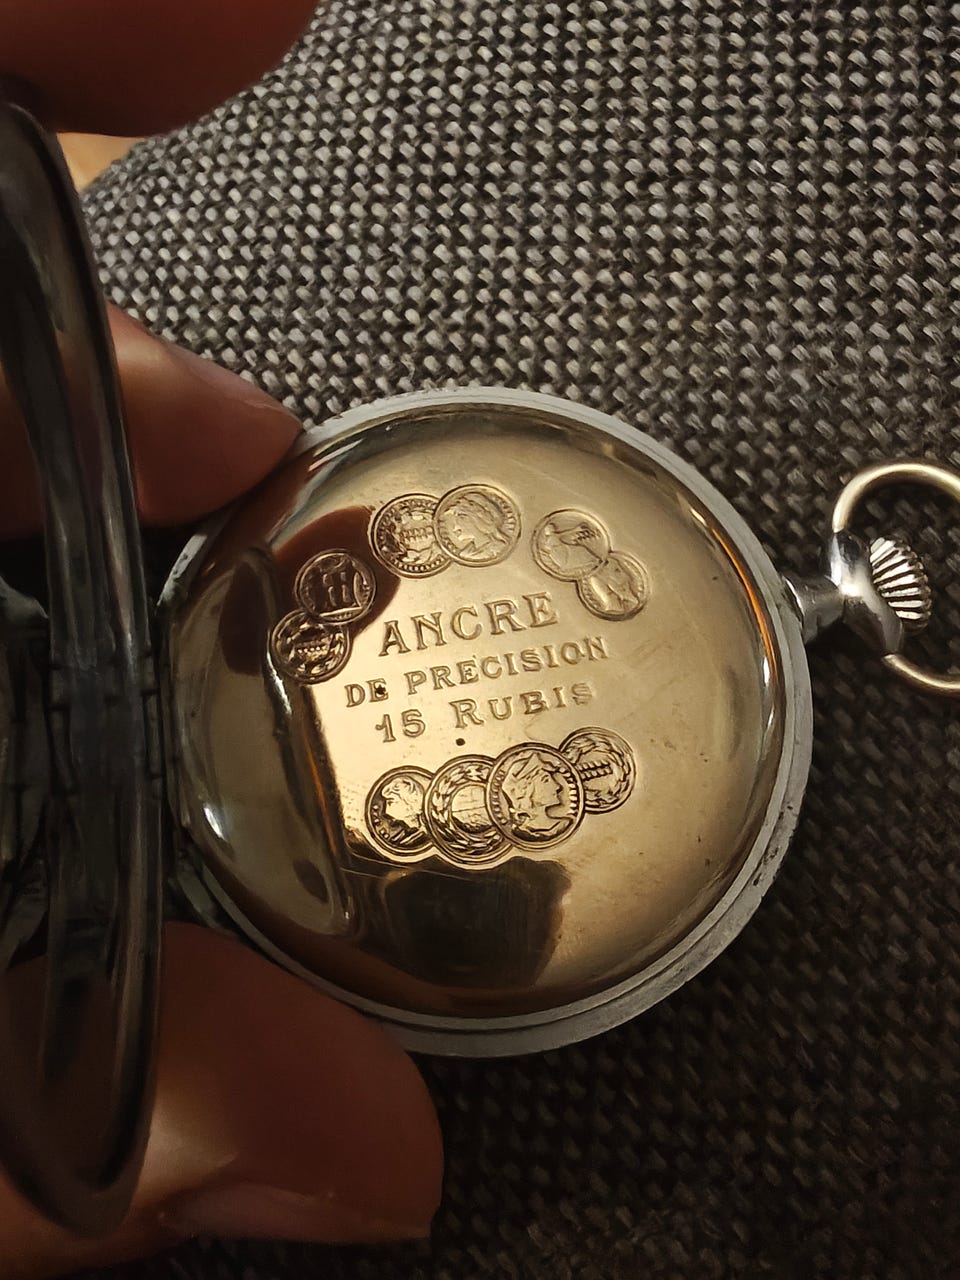 ANCRE
DE PRECISION
15 RUBIS